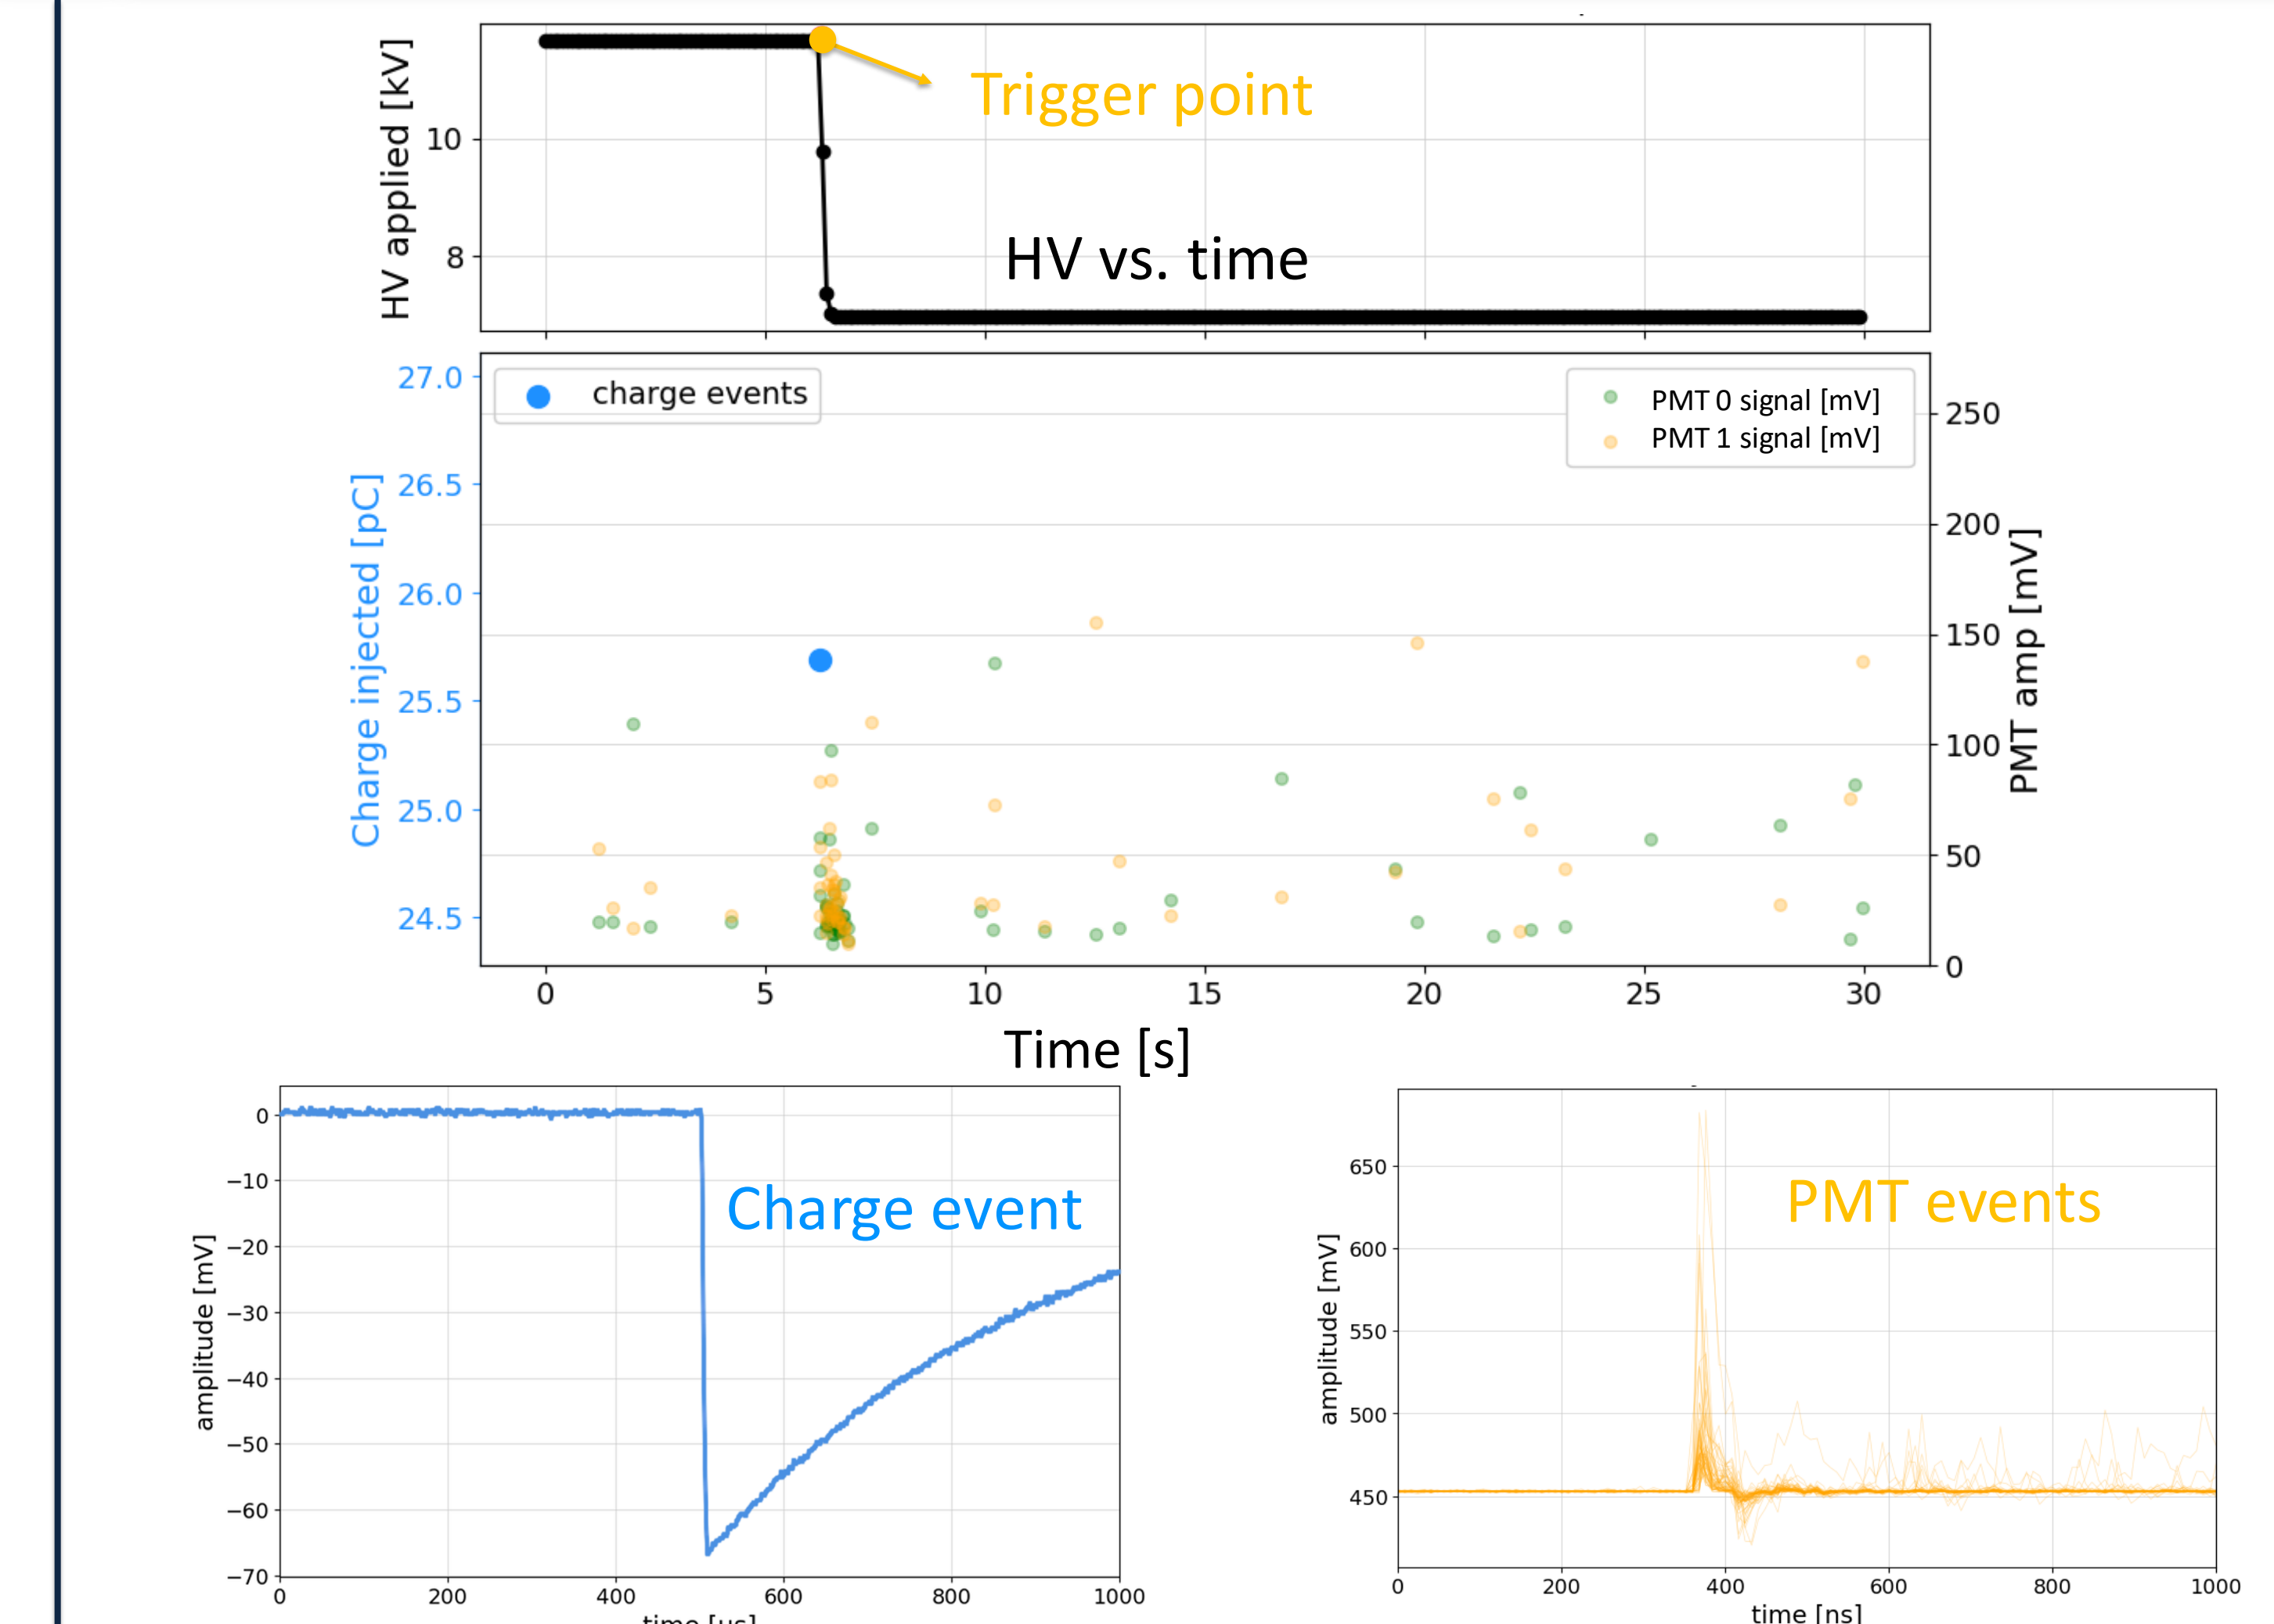 HV applied [kV]
10
8
Trigger point
HV vs. time
charge events
PMT 0 signal [mV]
PMT 1 signal [mV]
Charge injected [pC]
27.0
26.5
26.0
25.5
25.0
24.5
PMT amp [mV]
250
200
150
100
50
0
0 5 10 15 20 25 30
Time [s]
Charge event
amplitude [mV]
0
−10
−20
−30
−40
−50
−60
−70
0 200 400 600 800 1000
time [µs]
PMT events
amplitude [mV]
650
600
550
500
450
0 200 400 600 800 1000
time [ns]